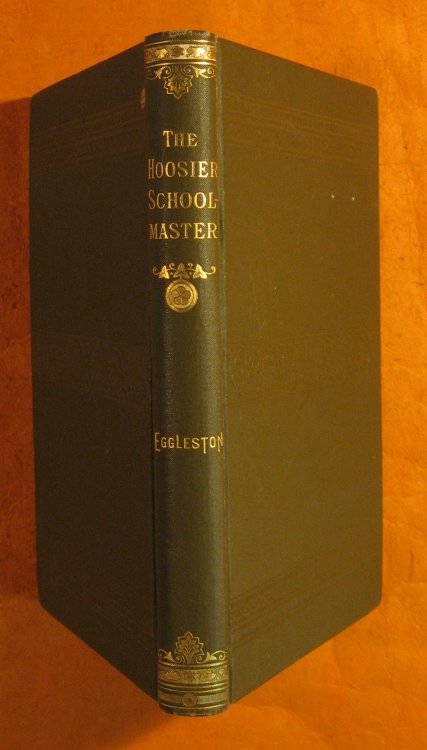 THE
HOOSIER
SCHOOL-
MASTER
EGGLESTON